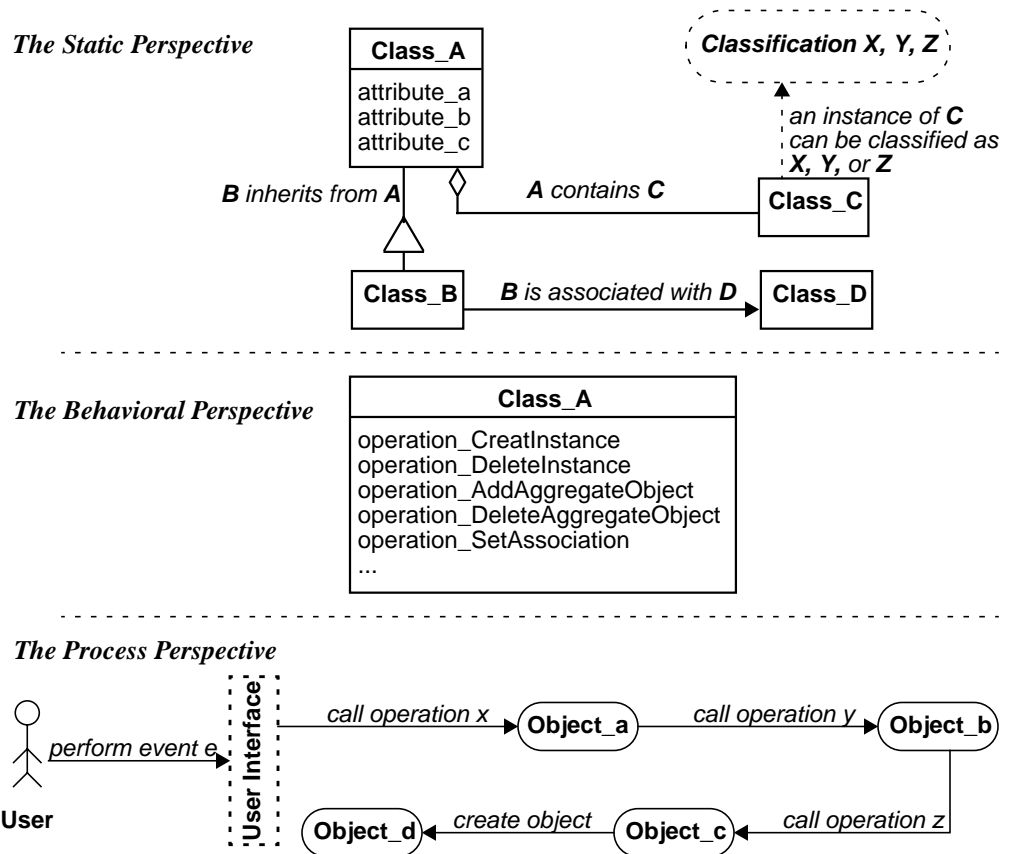 The Static Perspective
Class_A
attribute_a
attribute_b
attribute_c
Classification X, Y, Z
an instance of C
can be classified as
X, Y, or Z
B inherits from A
A contains C
Class_C
Class_B
B is associated with D
Class_D
The Behavioral Perspective
Class_A
operation_CreatInstance
operation_DeleteInstance
operation_AddAggregateObject
operation_DeleteAggregateObject
operation_SetAssociation
...
The Process Perspective
User
perform event e
User Interface
call operation x
Object_a
call operation y
Object_b
call operation z
Object_c
create object
Object_d